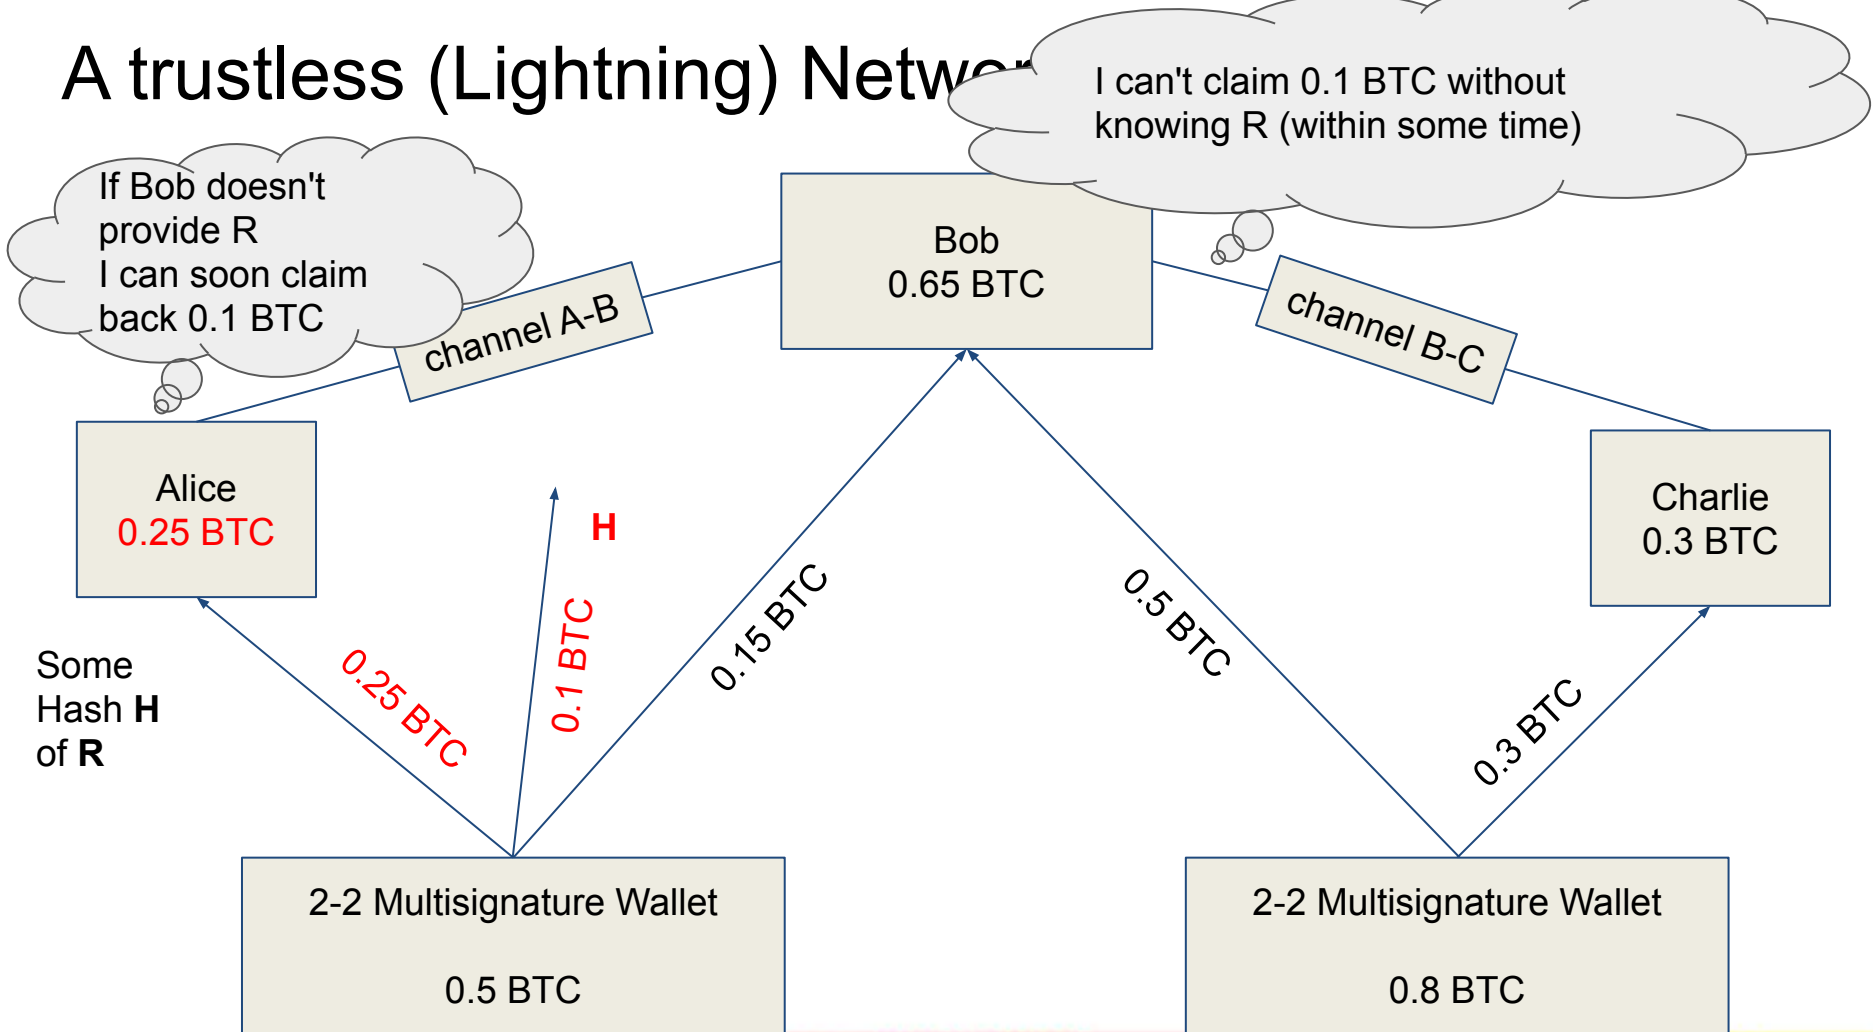 A trustless (Lightning)
I can't claim 0.1 BTC without
knowing R (within some time)
If Bob doesn't
provide R
I can soon claim
back 0.1 BTC
Bob
0.65 BTC
channel A-B
channel B-C
Alice
0.25 BTC
Charlie
0.3 BTC
H
Some
Hash H
of R
0.25 BTC
0.1 BTC
0.15 BTC
0.5 BTC
0.3 BTC
2-2 Multisignature Wallet
0.5 BTC
2-2 Multisignature Wallet
0.8 BTC